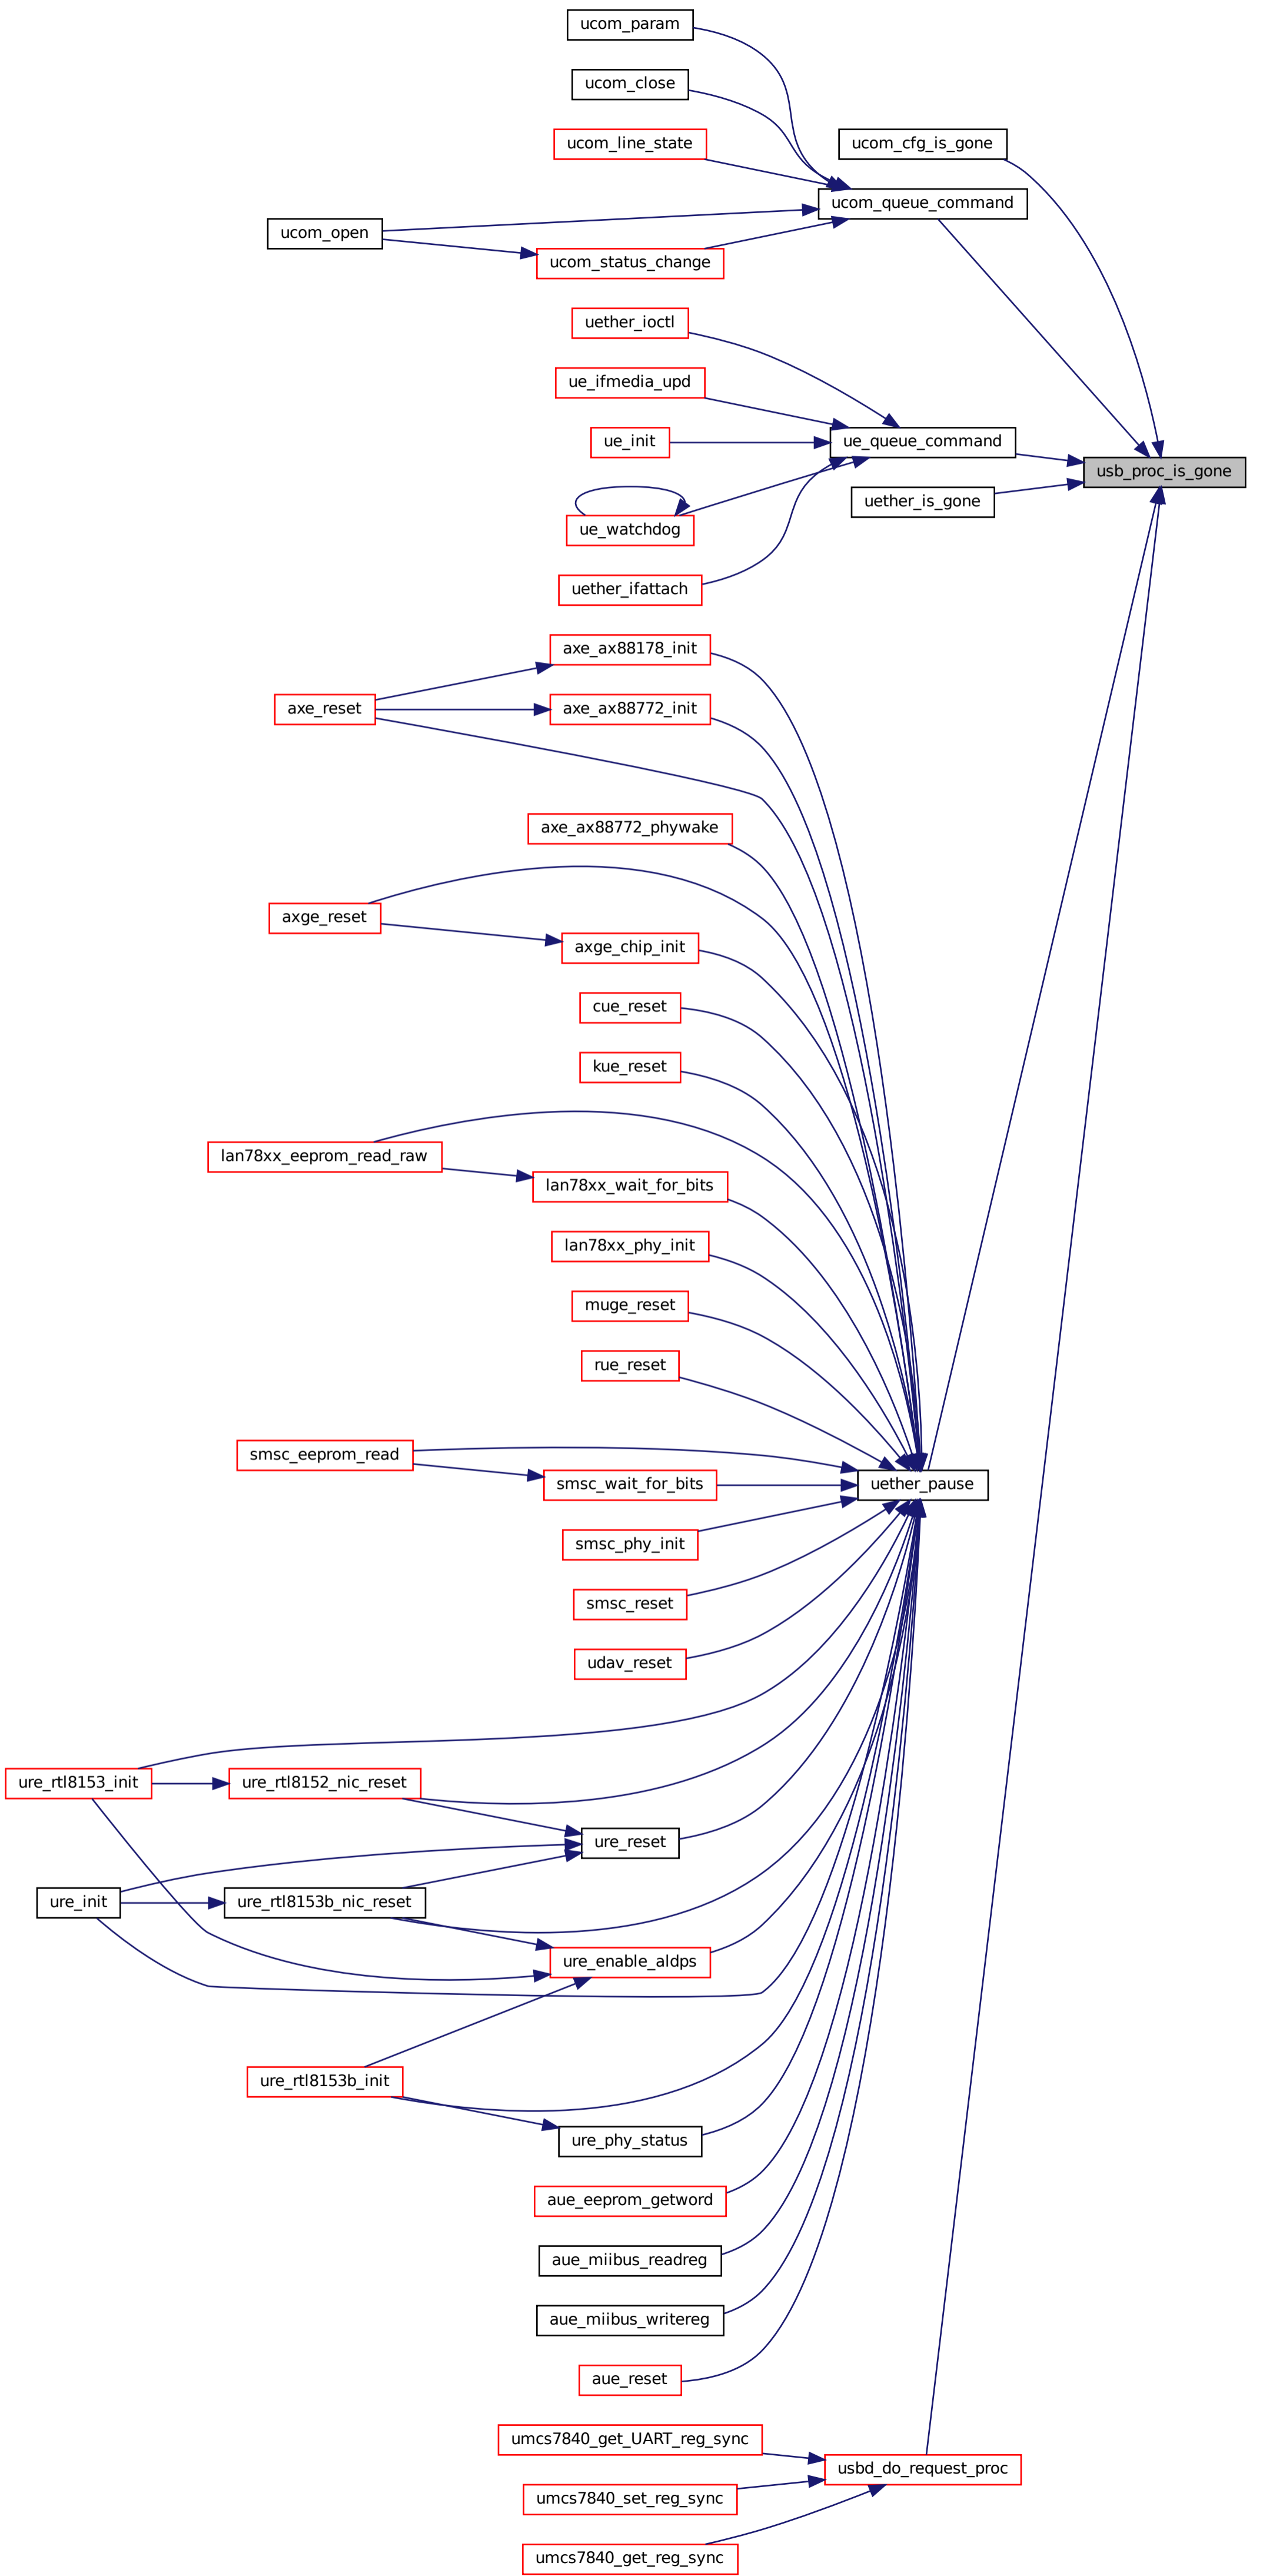 ucom_param
ucom_close
ucom_line_state
ucom_cfg_is_gone
ucom_queue_command
ucom_open
ucom_status_change
uether_ioctl
ue_ifmedia_upd
ue_init
ue_queue_command
usb_proc_is_gone
uether_is_gone
ue_watchdog
uether_ifattach
axe_ax88178_init
axe_reset
axe_ax88772_init
axe_ax88772_phywake
axge_reset
axge_chip_init
cue_reset
kue_reset
lan78xx_eeprom_read_raw
lan78xx_wait_for_bits
lan78xx_phy_init
muge_reset
rue_reset
smsc_eeprom_read
smsc_wait_for_bits
uether_pause
smsc_phy_init
smsc_reset
udav_reset
ure_rtl8153_init
ure_rtl8152_nic_reset
ure_reset
ure_init
ure_rtl8153b_nic_reset
ure_enable_aldps
ure_rtl8153b_init
ure_phy_status
aue_eeprom_getword
aue_miibus_readreg
aue_miibus_writereg
aue_reset
umcs7840_get_UART_reg_sync
usbd_do_request_proc
umcs7840_set_reg_sync
umcs7840_get_reg_sync